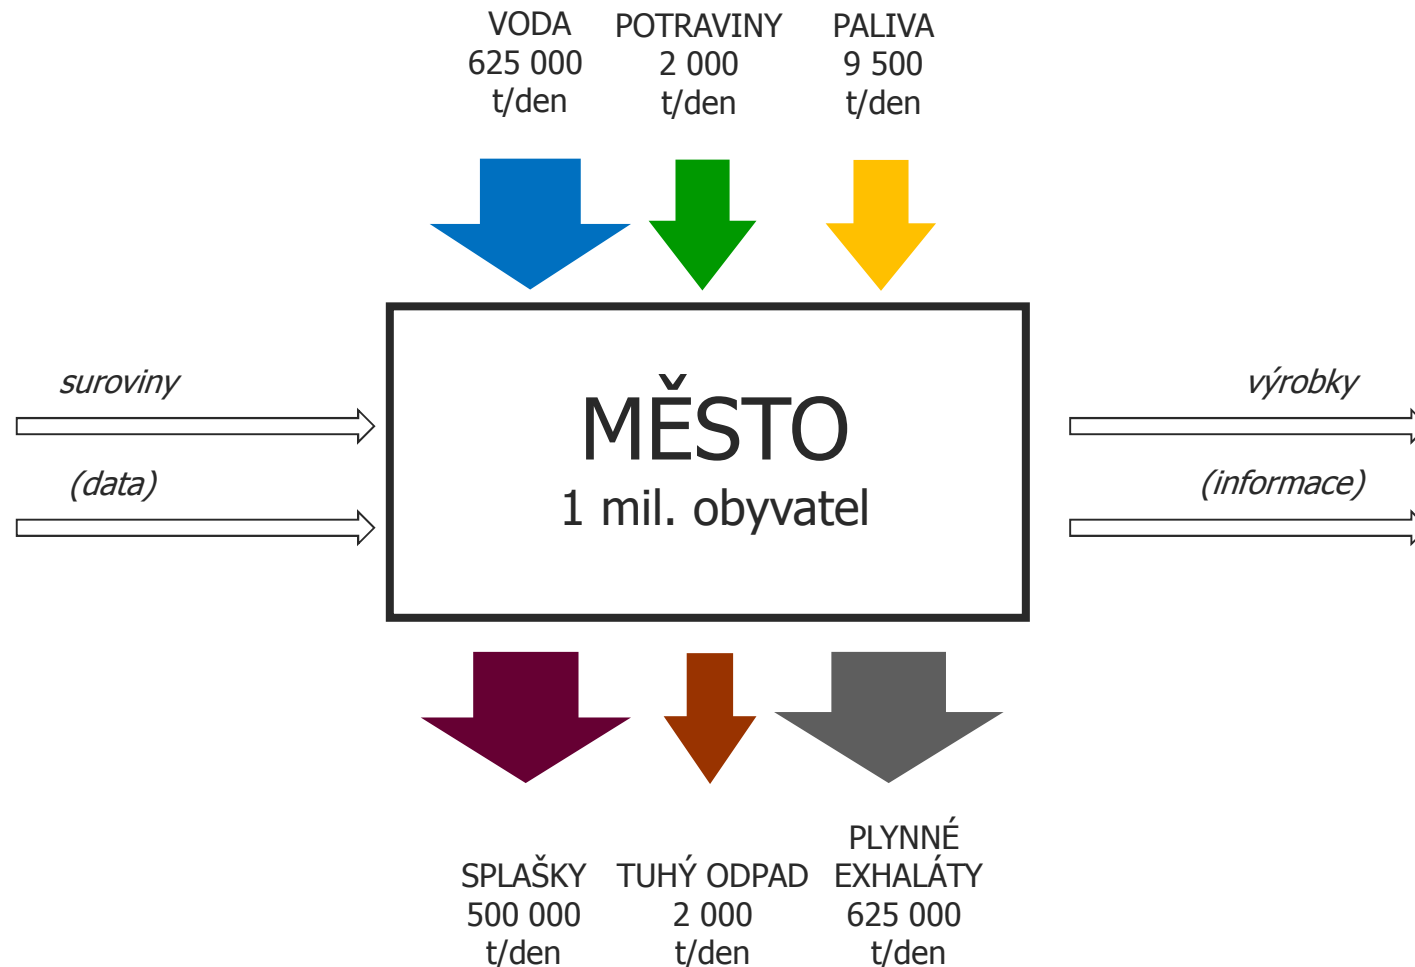 VODA
625 000
t/den
POTRAVINY
2 000
t/den
PALIVA
9 500
t/den
suroviny
(data)
MĚSTO
1 mil. obyvatel
výrobky
(informace)
SPLAŠKY
500 000
t/den
TUHÝ ODPAD
2 000
t/den
PLYNNÉ
EXHALÁTY
625 000
t/den